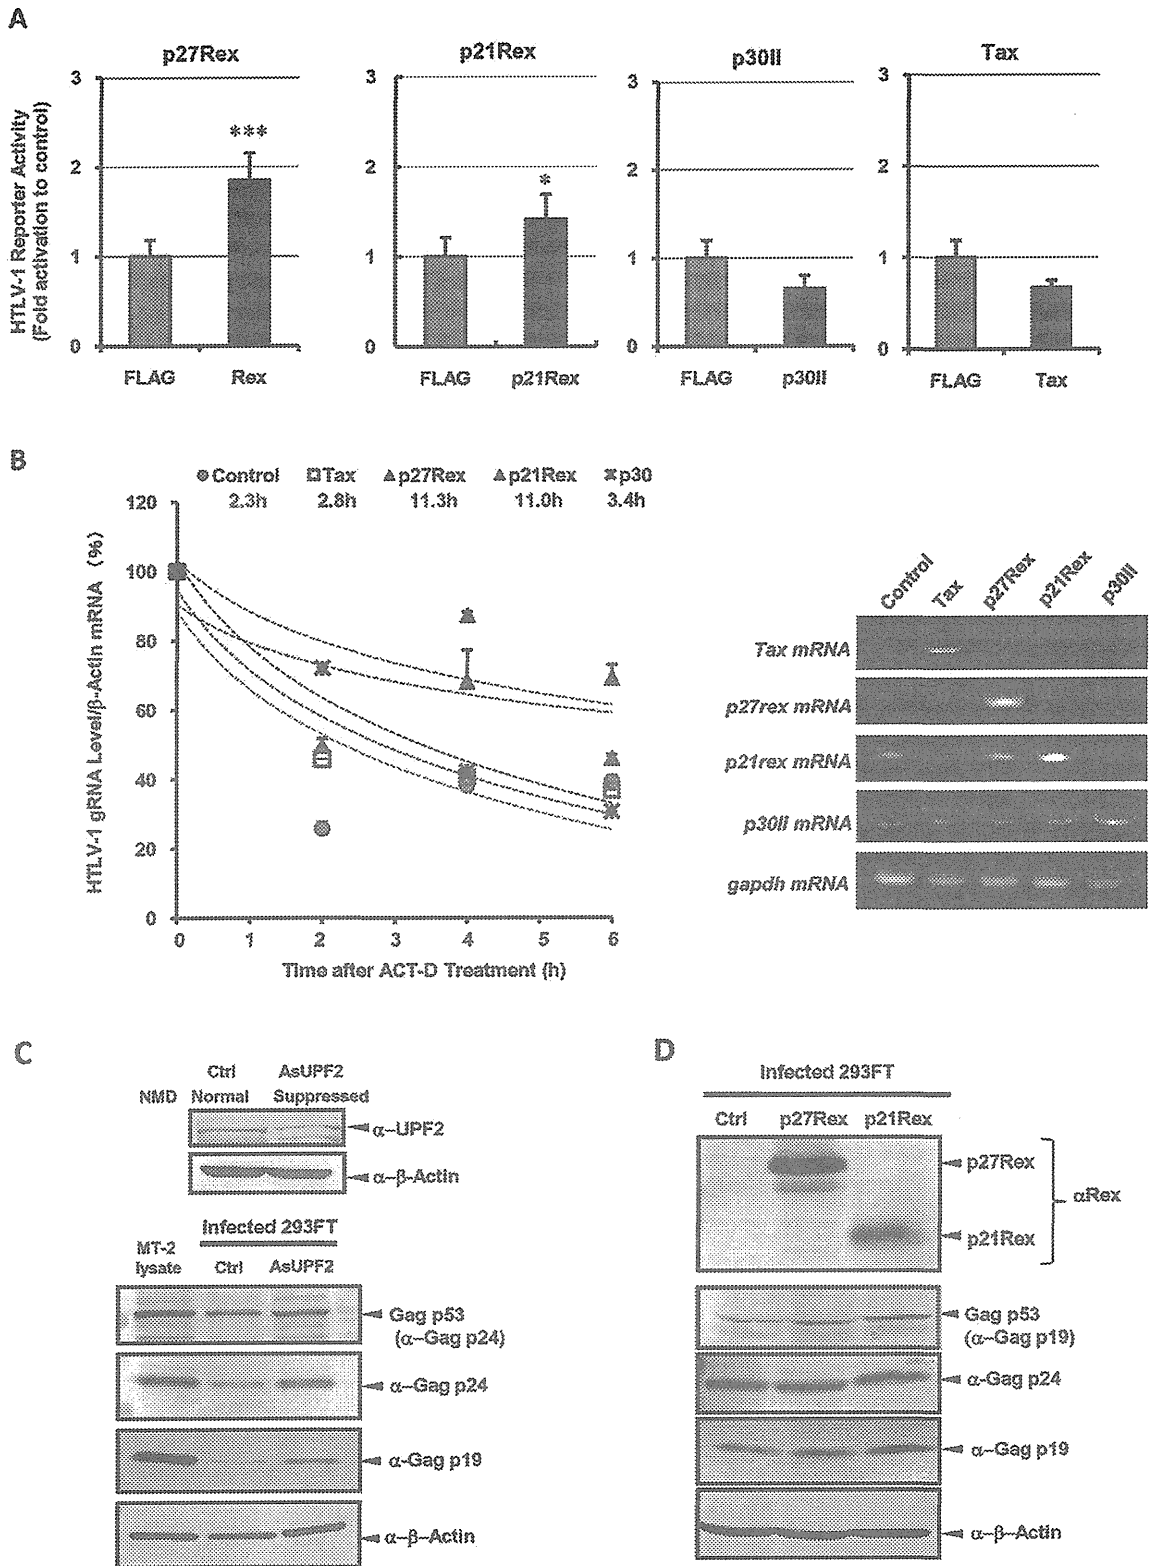 A
p27Rex
p21Rex
p30II
Tax
HTLV-1 Reporter Activity
(Fold activation to control)
3
2
1
0
***
FLAG
Rex
3
2
1
0
*
FLAG
p21Rex
3
2
1
0
FLAG
p30II
3
2
1
0
FLAG
Tax
B
Control
Tax
p27Rex
p21Rex
p30
2.3h
2.8h
11.3h
11.0h
3.4h
HTLV-1 gRNA Level/β-Actin mRNA (%)
120
100
80
60
40
20
0
0
1
2
3
4
5
6
Time after ACT-D Treatment (h)
Control
Tax
p27Rex
p21Rex
p30II
Tax mRNA
p27rex mRNA
p21rex mRNA
p30II mRNA
gapdh mRNA
C
Ctrl
AsUPF2
NMD
Normal
Suppressed
α–UPF2
α–β-Actin
Infected 293FT
MT-2
lysate
Ctrl
AsUPF2
Gag p53
(α–Gag p24)
α–Gag p24
α-Gag p19
α–β–Actin
D
Infected 293FT
Ctrl
p27Rex
p21Rex
p27Rex
αRex
p21Rex
Gag p53
(α–Gag p19)
α-Gag p24
α–Gag p19
α–β–Actin